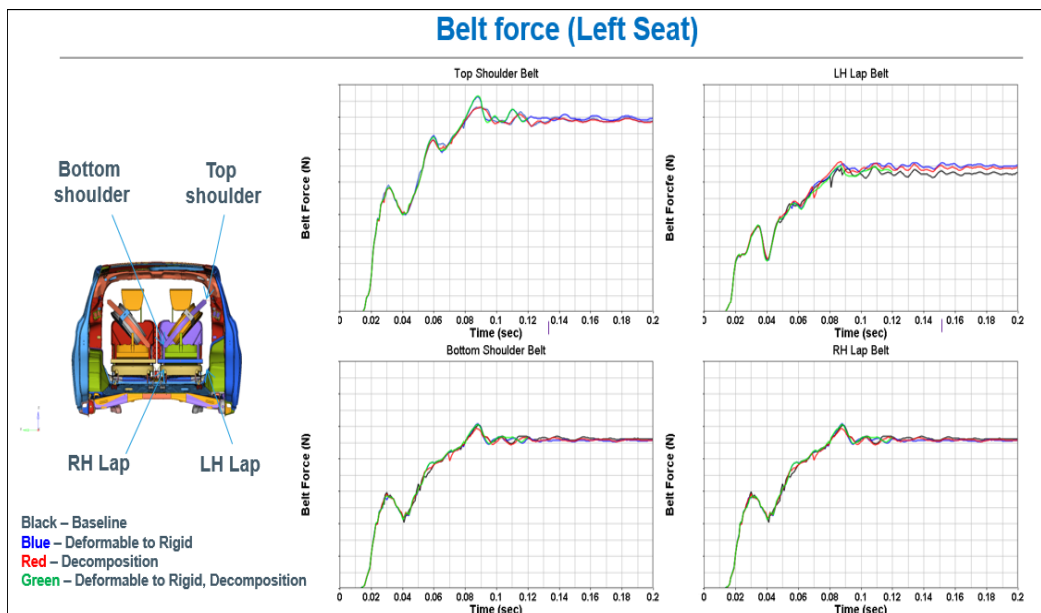 Belt force (Left Seat)
Bottom
shoulder
Top
shoulder
RH Lap
LH Lap
Black – Baseline
Blue – Deformable to Rigid
Red – Decomposition
Green – Deformable to Rigid, Decomposition
Top Shoulder Belt
Belt Force (N)
0 0.02 0.04 0.06 0.08 0.1 0.12 0.14 0.16 0.18 0.2
Time (sec)
LH Lap Belt
Belt Forcfe (N)
0 0.02 0.04 0.06 0.08 0.1 0.12 0.14 0.16 0.18 0.2
Time (sec)
Bottom Shoulder Belt
Belt Force (N)
0 0.02 0.04 0.06 0.08 0.1 0.12 0.14 0.16 0.18 0.2
Time (sec)
RH Lap Belt
Belt Force (N)
0 0.02 0.04 0.06 0.08 0.1 0.12 0.14 0.16 0.18 0.2
Time (sec)